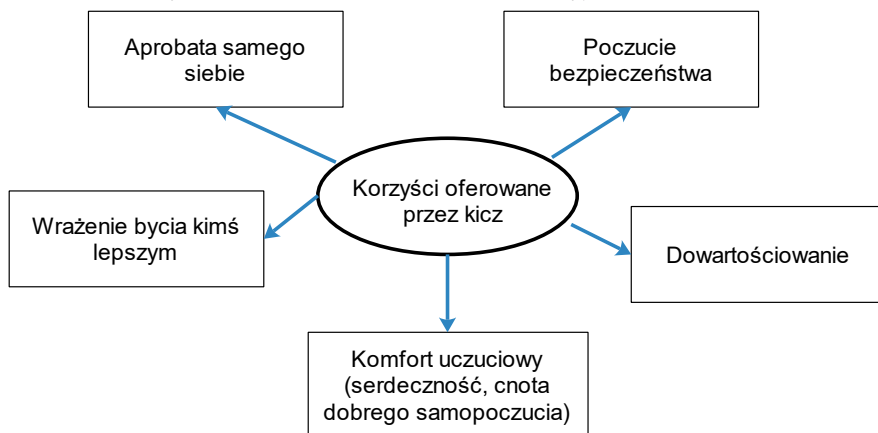 Aprobata samego
siebie
Poczucie
bezpieczeństwa
Korzyści oferowane
przez kicz
Wrażenie bycia kimś
lepszym
Dowartościowanie
Komfort uczuciowy
(serdeczność, cnota
dobrego samopoczucia)